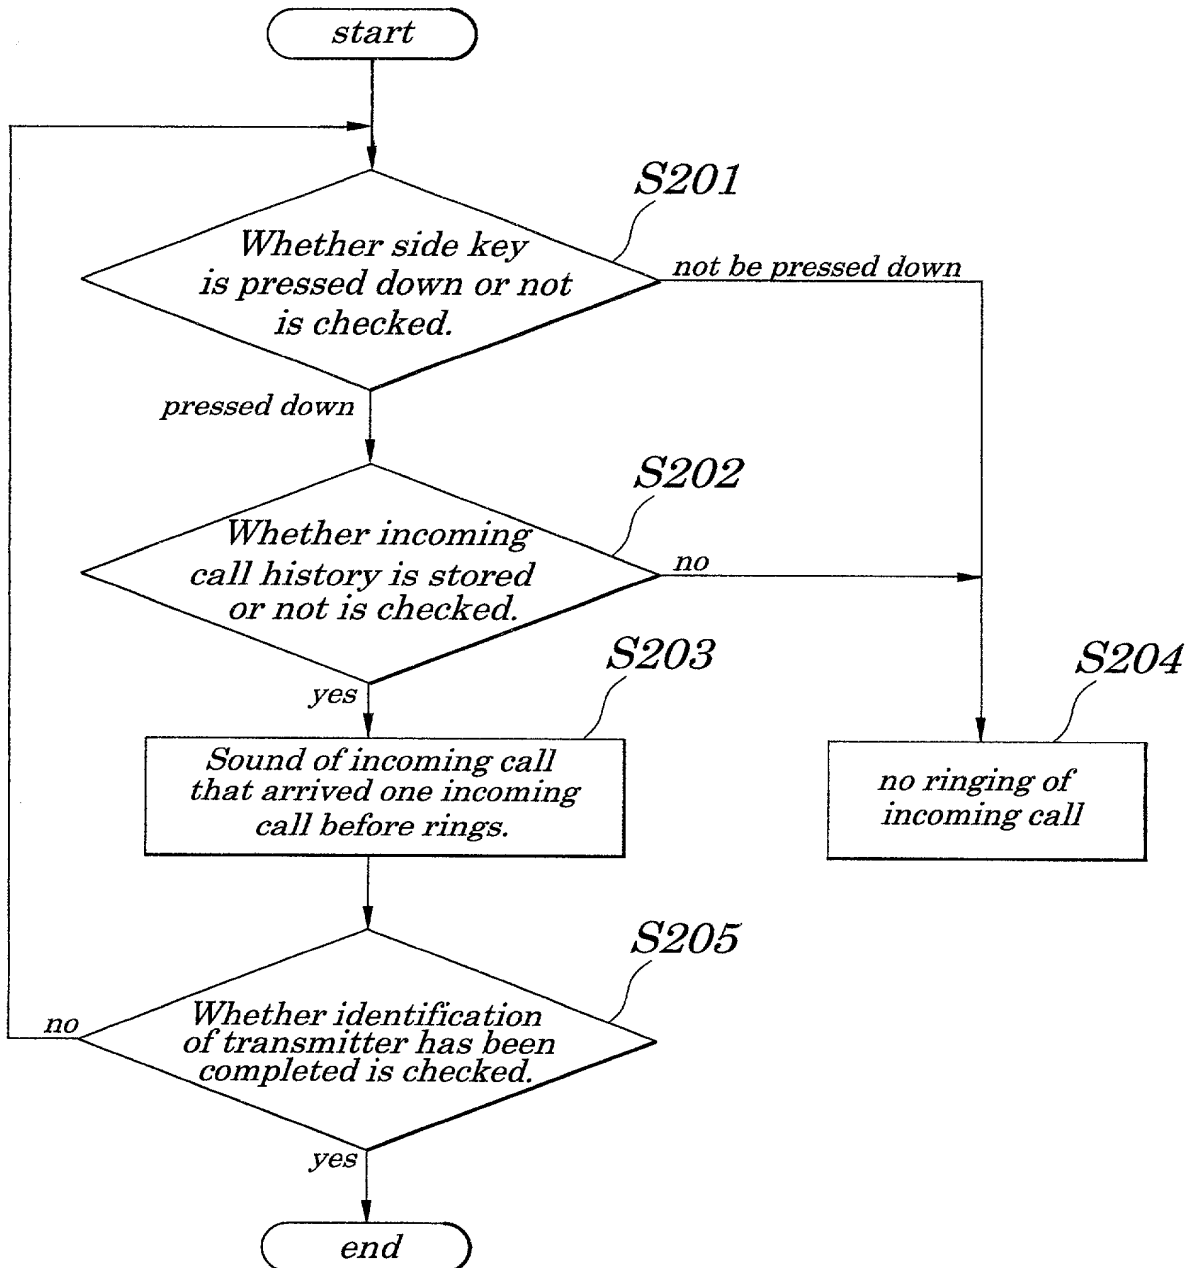 start
S201
Whether side key
is pressed down or not
is checked.
not be pressed down
pressed down
S202
Whether incoming
call history is stored
or not is checked.
no
yes
S203
Sound of incoming call
that arrived one incoming
call before rings.
S204
no ringing of
incoming call
S205
Whether identification
of transmitter has been
completed is checked.
no
yes
end